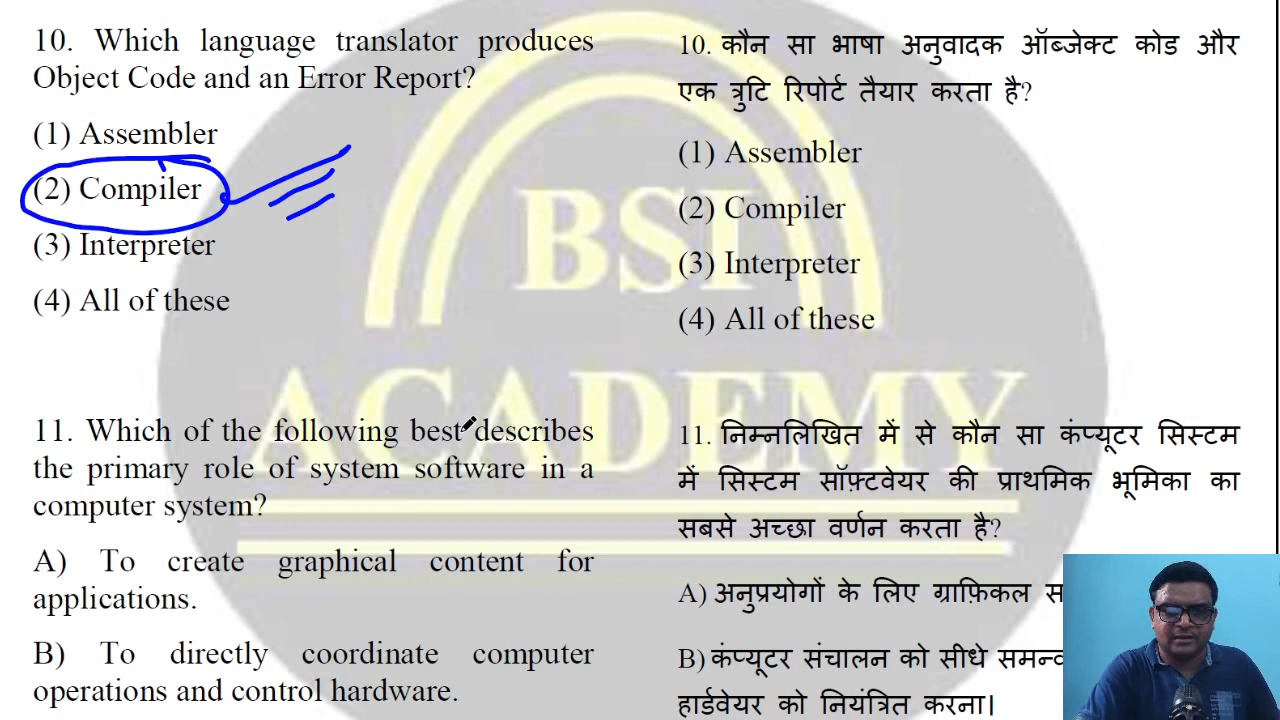 10. Which language translator produces
Object Code and an Error Report?
(1) Assembler
(2) Compiler
(3) Interpreter
(4) All of these
11. Which of the following best describes
the primary role of system software in a
computer system?
A) To create graphical content for
applications.
B) To directly coordinate computer
operations and control hardware.
10. कौन सा भाषा अनुवादक ऑब्जेक्ट कोड और
एक त्रुटि रिपोर्ट तैयार करता है?
(1) Assembler
(2) Compiler
(3) Interpreter
(4) All of these
11. निम्नलिखित में से कौन सा कंप्यूटर सिस्टम
में सिस्टम सॉफ़्टवेयर की प्राथमिक भूमिका का
सबसे अच्छा वर्णन करता है?
A) अनुप्रयोगों के लिए ग्राफ़िकल
B) कंप्यूटर संचालन को सीधे
हार्डवेयर को नियंत्रित करना।
BSI
ACADEMY